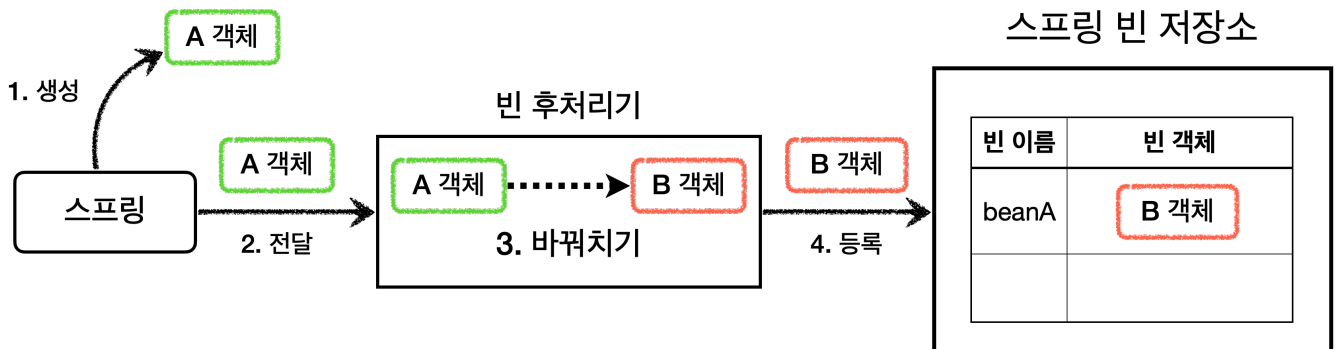 스프링 빈 저장소
A 객체
1. 생성
빈 후처리기
스프링
A 객체
2. 전달
A 객체
B 객체
3. 바꿔치기
B 객체
4. 등록
빈 이름
빈 객체
beanA
B 객체